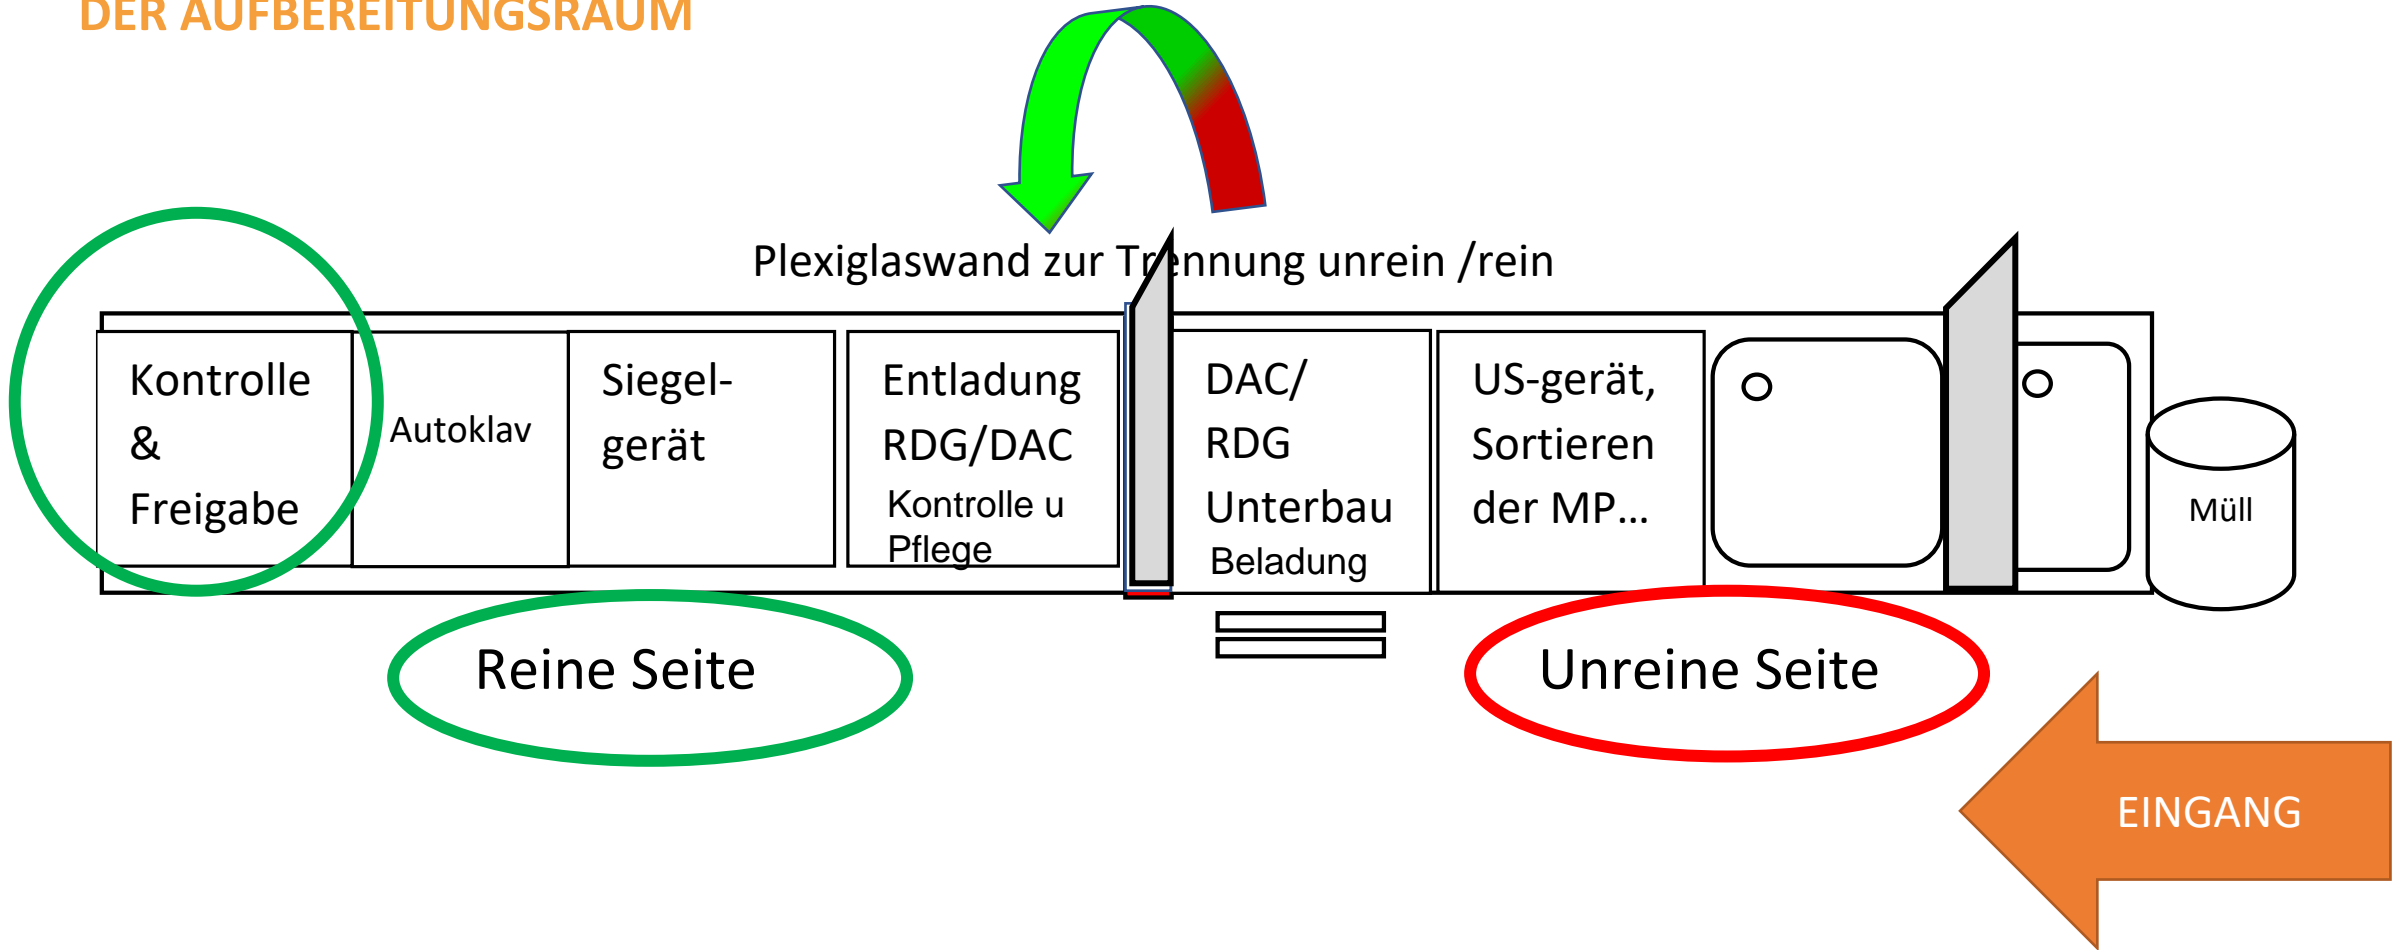 DER AUFBEREITUNGSRAUM
Plexiglaswand zur Trennung unrein /rein
Kontrolle
&
Freigabe
Autoklav
Siegel-
gerät
Entladung
RDG/DAC
Kontrolle u
Pflege
DAC/
RDG
Unterbau
Beladung
US-gerät,
Sortieren
der MP...
Müll
Reine Seite
Unreine Seite
EINGANG